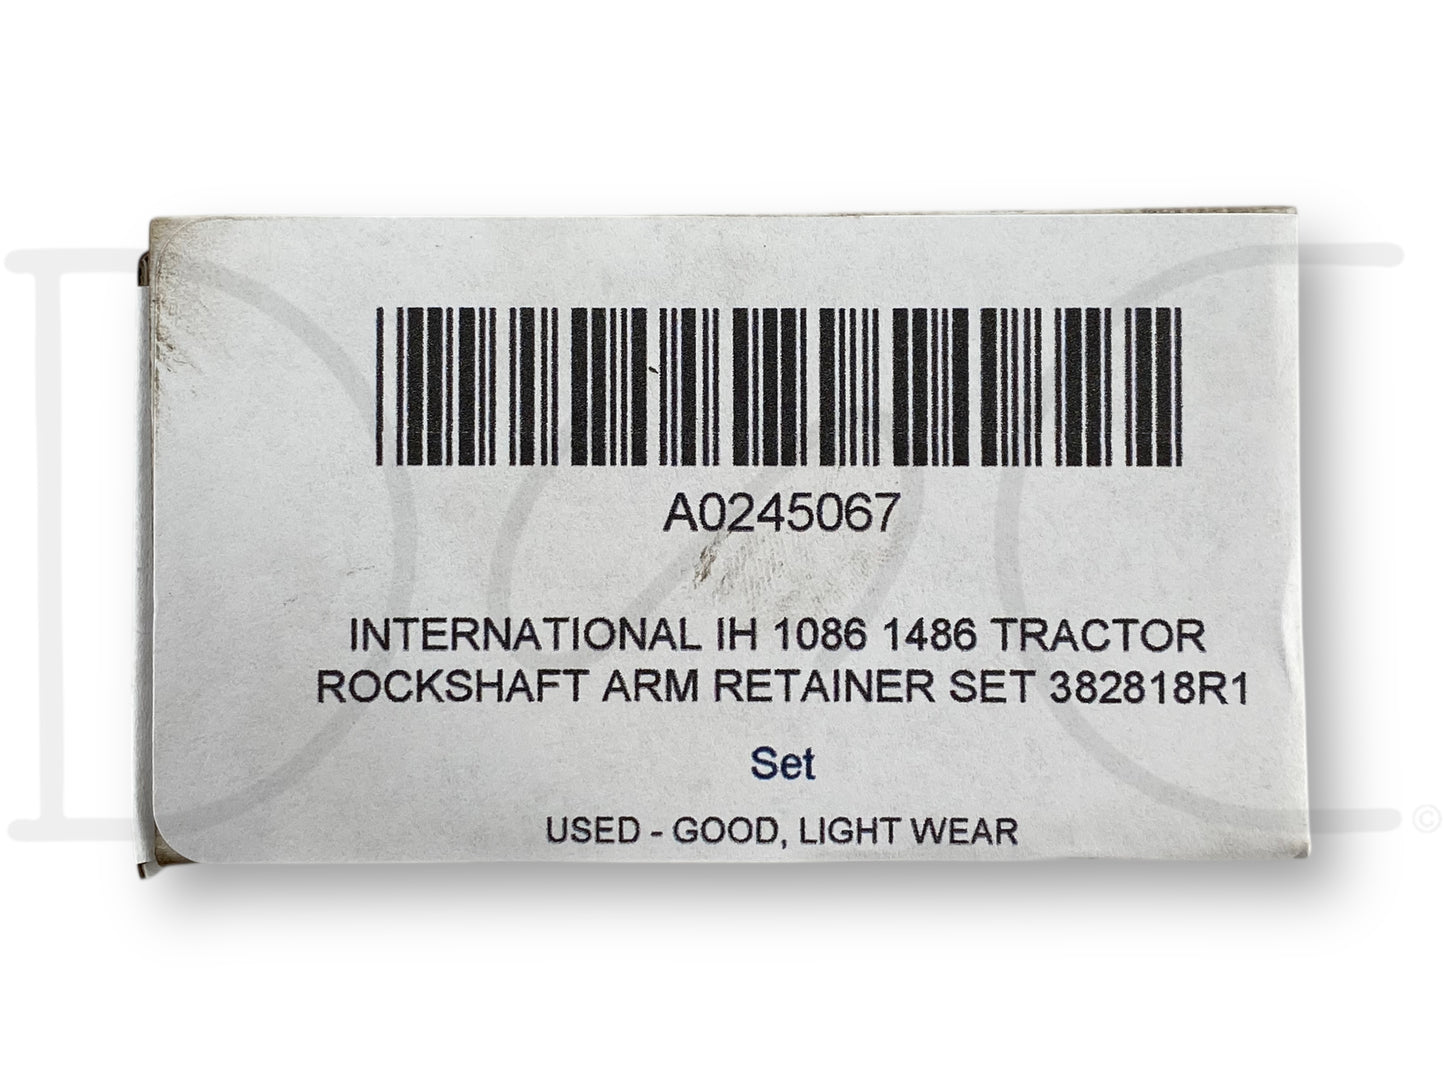 A0245067
INTERNATIONAL IH 1086 1486 TRACTOR
ROCKSHAFT ARM RETAINER SET 382818R1
Set
USED - GOOD, LIGHT WEAR
©